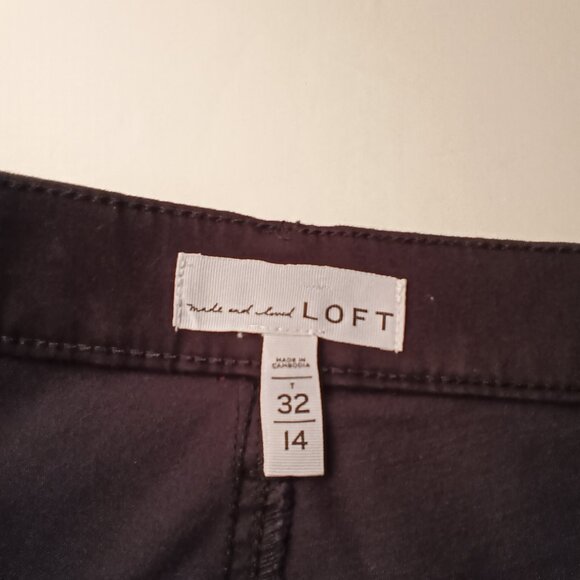 made and loved LOFT
MADE IN
CAMBODIA
T
32
14